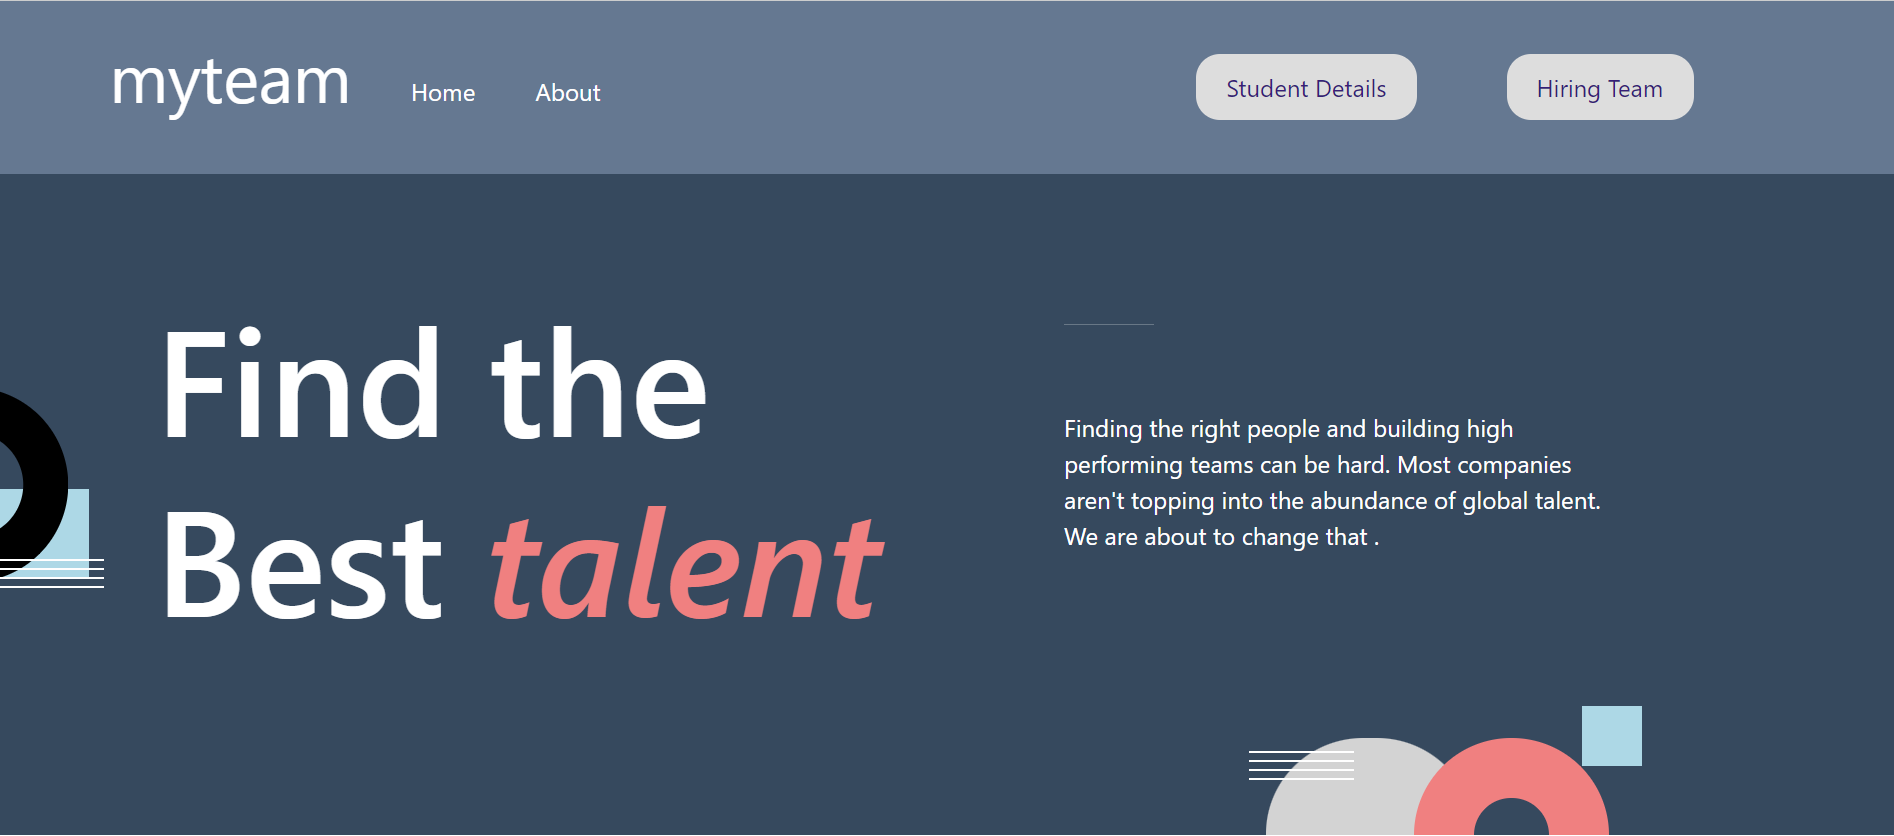 myteam Home About Student Details Hiring Team
Find the
Best talent
Finding the right people and building high
performing teams can be hard. Most companies
aren't topping into the abundance of global talent.
We are about to change that .